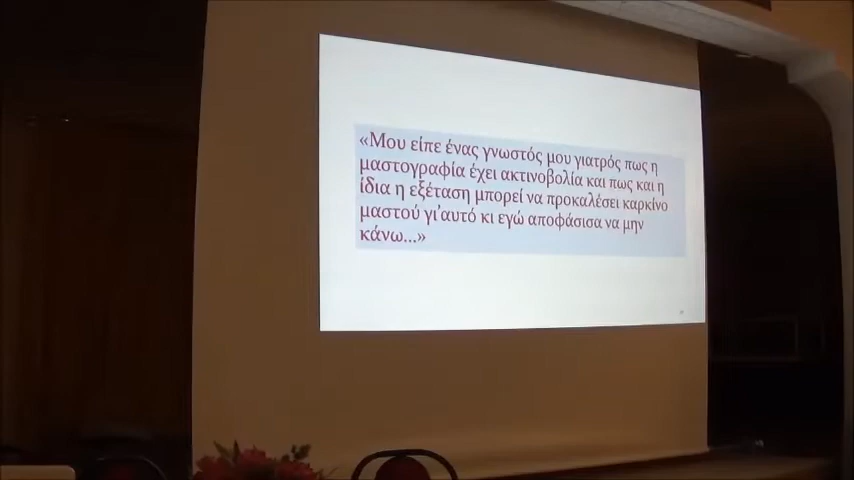 «Μου είπε ένας γνωστός μου γιατρός πως η
μαστογραφία έχει ακτινοβολία και πως και η
ίδια η εξέταση μπορεί να προκαλέσει καρκίνο
μαστού γι'αυτό κι εγώ αποφάσισα να μην
κάνω...»